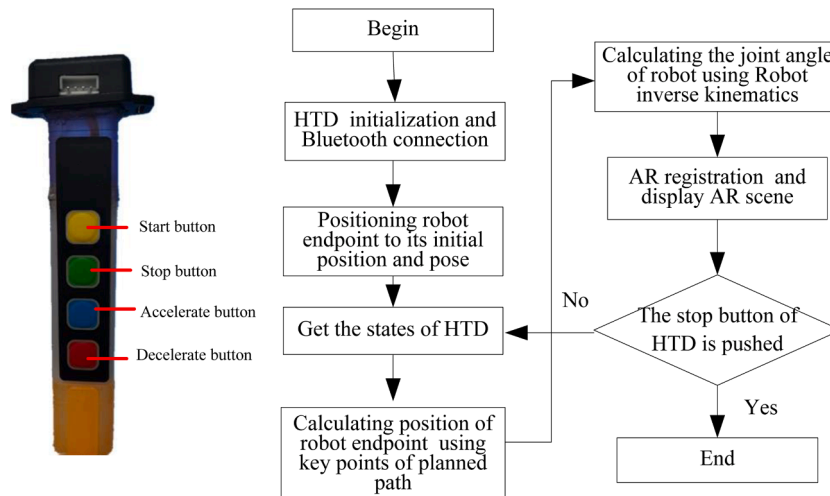 Start button
Stop button
Accelerate button
Decelerate button
Begin
HTD initialization and
Bluetooth connection
Positioning robot
endpoint to its initial
position and pose
Get the states of HTD
Calculating position of
robot endpoint using
key points of planned
path
Calculating the joint angle
of robot using Robot
inverse kinematics
AR registration and
display AR scene
The stop button of
HTD is pushed
No
Yes
End